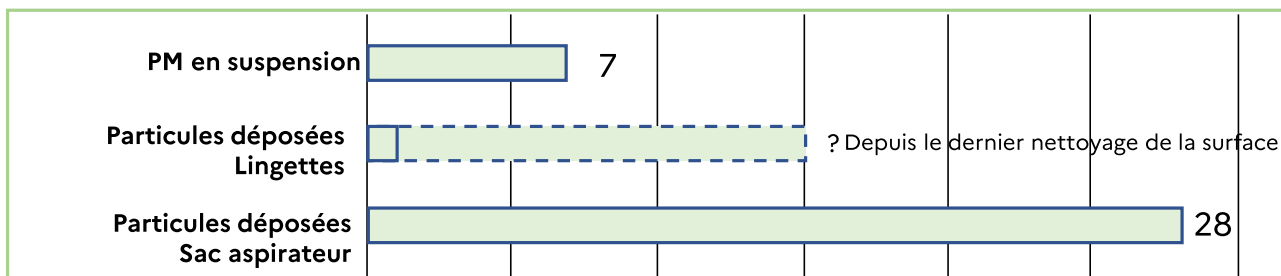 PM en suspension 7
Particules déposées
Lingettes
? Depuis le dernier nettoyage de la surface
Particules déposées
Sac aspirateur
28